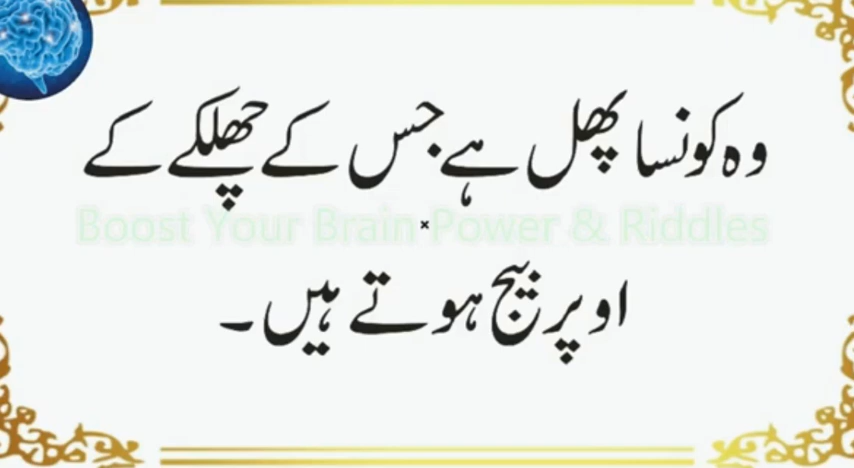 وہ کونسا پھل ہے جس کے چھلکے کے
Boost Your Brain Power & Riddles
اوپر بیج ہوتے ہیں۔